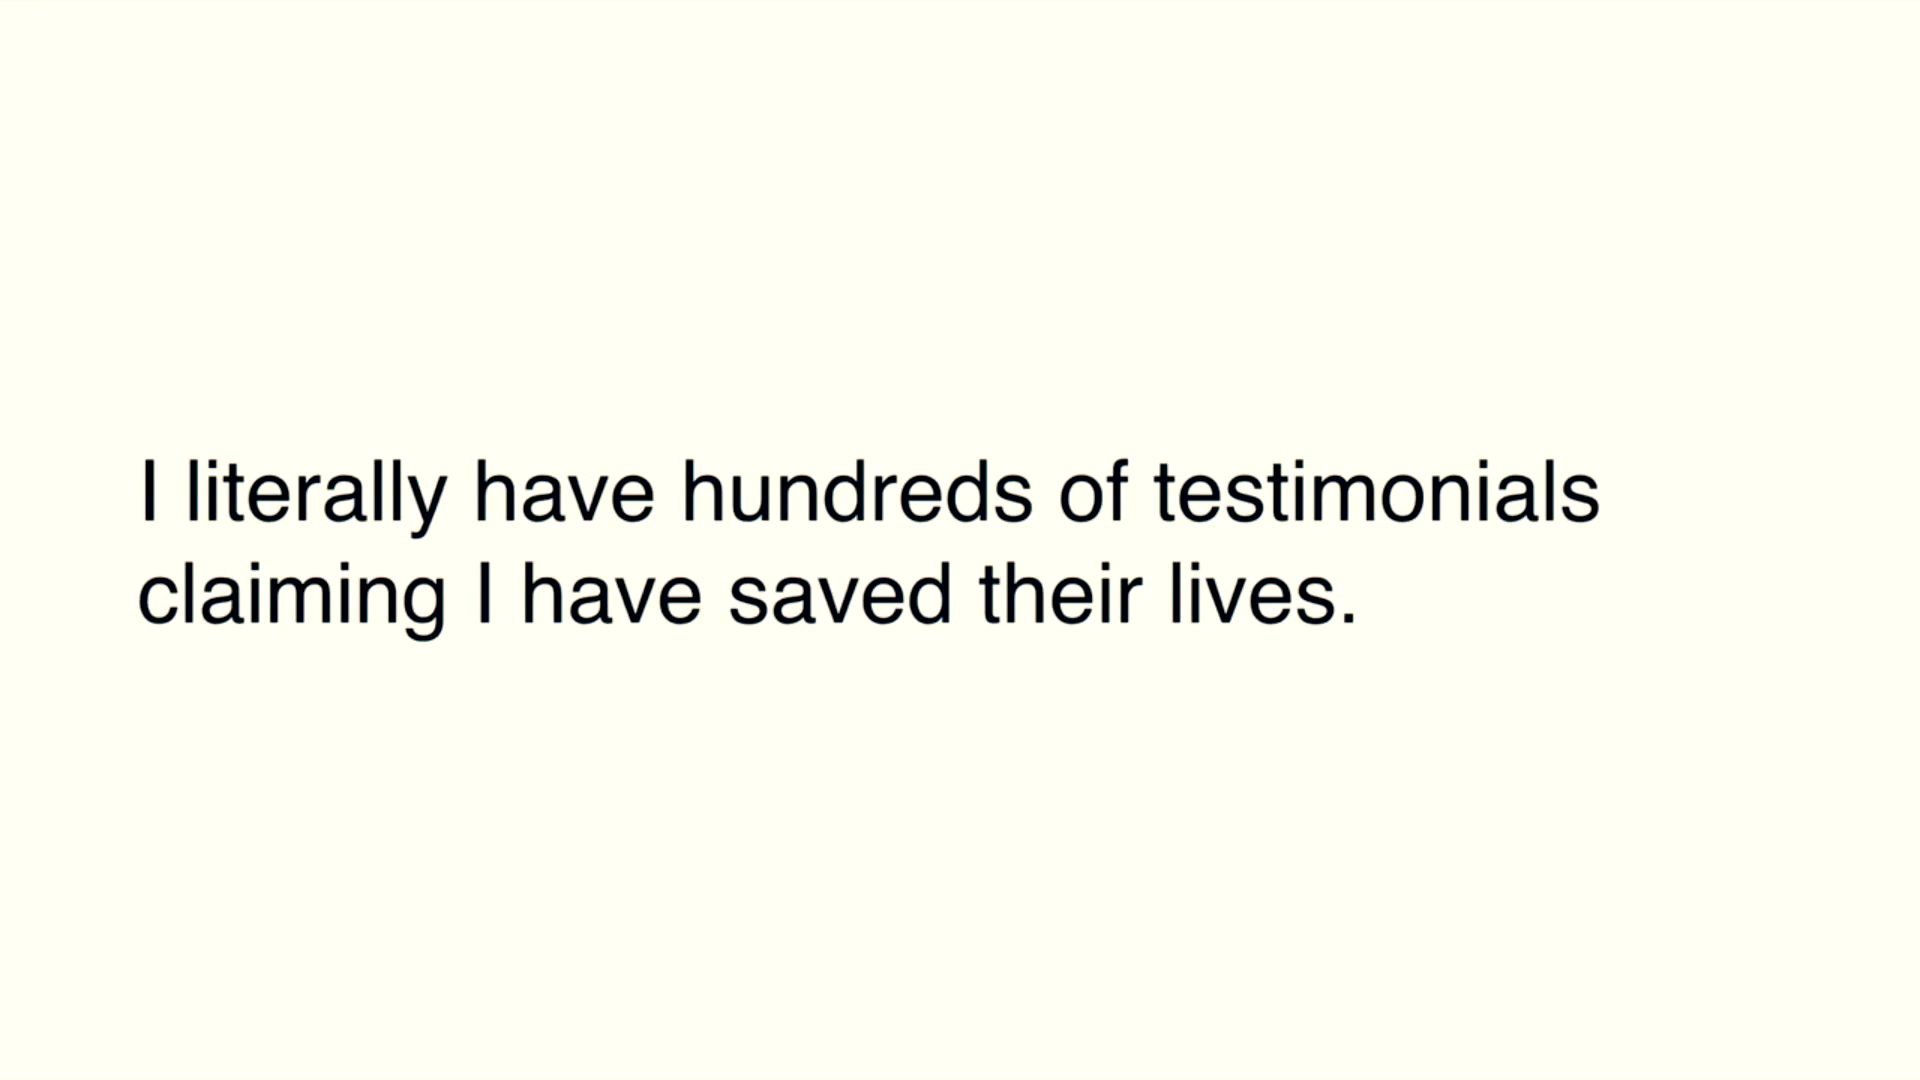 I literally have hundreds of testimonials
claiming I have saved their lives.